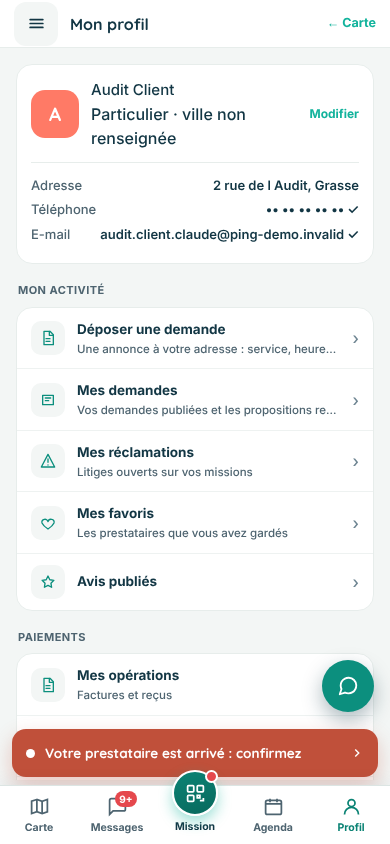 Mon profil
← Carte
A
Audit Client
Particulier · ville non
renseignée
Modifier
Adresse
2 rue de l Audit, Grasse
Téléphone
•• •• •• •• •• ✓
E-mail
audit.client.claude@ping-demo.invalid ✓
MON ACTIVITÉ
Déposer une demande
Une annonce à votre adresse : service, heure...
Mes demandes
Vos demandes publiées et les propositions re...
Mes réclamations
Litiges ouverts sur vos missions
Mes favoris
Les prestataires que vous avez gardés
Avis publiés
PAIEMENTS
Mes opérations
Factures et reçus
Votre prestataire est arrivé : confirmez
9+
Carte
Messages
Mission
Agenda
Profil